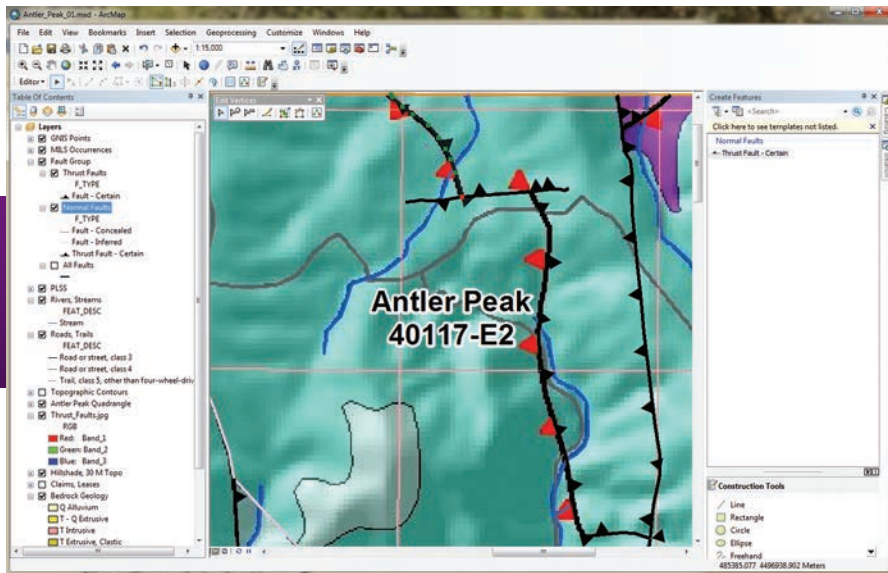 Antler_Peak_01.mxd - ArcMap
File Edit View Bookmarks Insert Selection Geoprocessing Customize Windows Help
1:15,000
Editor
Table Of Contents
Layers
GNIS Points
MILS Occurrences
Fault Group
Thrust Faults
F_TYPE
Fault - Certain
Normal Faults
F_TYPE
Fault - Concealed
Fault - Inferred
Thrust Fault - Certain
All Faults
PLSS
Rivers, Streams
FEAT_DESC
Stream
Roads, Trails
FEAT_DESC
Road or street, class 3
Road or street, class 4
Trail, class 5, other than four-wheel-driv
Topographic Contours
Antler Peak Quadrangle
Thrust_Faults.jpg
RGB
Red: Band_1
Green: Band_2
Blue: Band_3
Hillshade, 30 M Topo
Claims, Leases
Bedrock Geology
Q Alluvium
T - Q Extrusive
T Intrusive
T Extrusive, Clastic
Edit Vertices
Antler Peak
40117-E2
Create Features
<Search>
Click here to see templates not listed.
Normal Faults
Thrust Fault - Certain
Construction Tools
Line
Rectangle
Circle
Ellipse
Freehand
485385.077 4496938.902 Meters